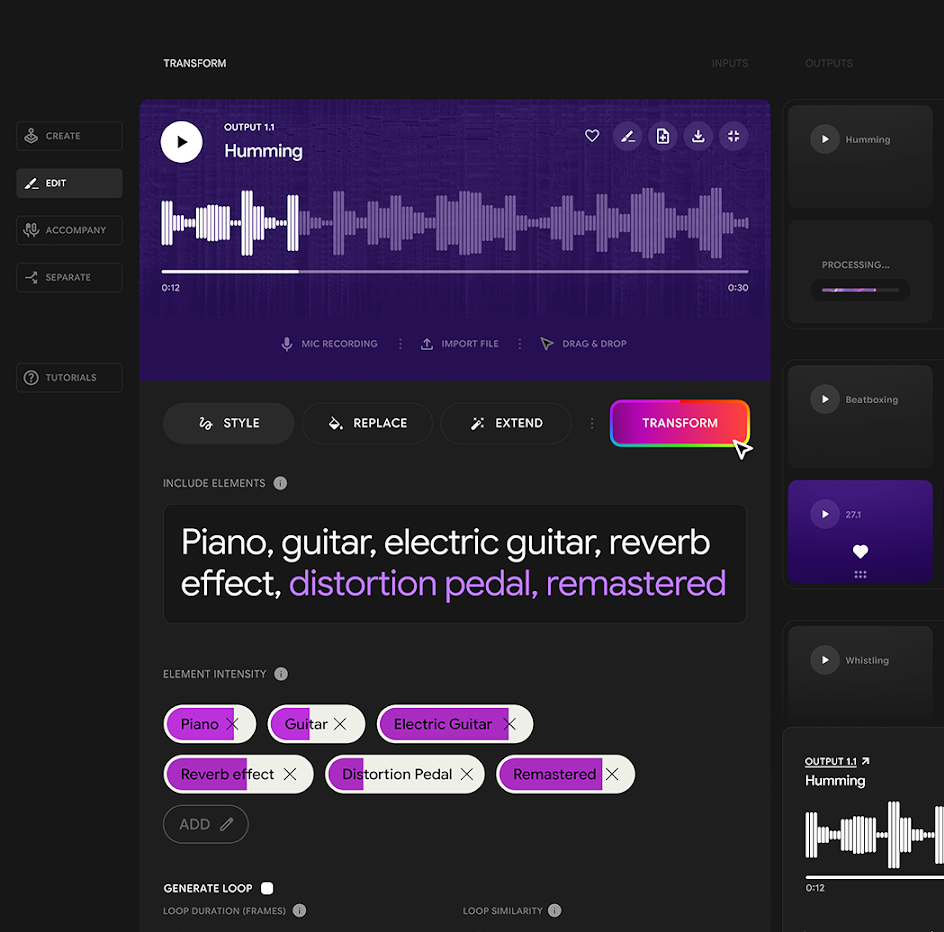 TRANSFORM
INPUTS
OUTPUTS
CREATE
EDIT
ACCOMPANY
SEPARATE
TUTORIALS
OUTPUT 1.1
Humming
0:12
0:30
MIC RECORDING
IMPORT FILE
DRAG & DROP
STYLE
REPLACE
EXTEND
TRANSFORM
INCLUDE ELEMENTS
Piano, guitar, electric guitar, reverb
effect, distortion pedal, remastered
ELEMENT INTENSITY
Piano
Guitar
Electric Guitar
Reverb effect
Distortion Pedal
Remastered
ADD
GENERATE LOOP
LOOP DURATION (FRAMES)
LOOP SIMILARITY
Humming
PROCESSING...
Beatboxing
27.1
Whistling
OUTPUT 1.1
Humming
0:12